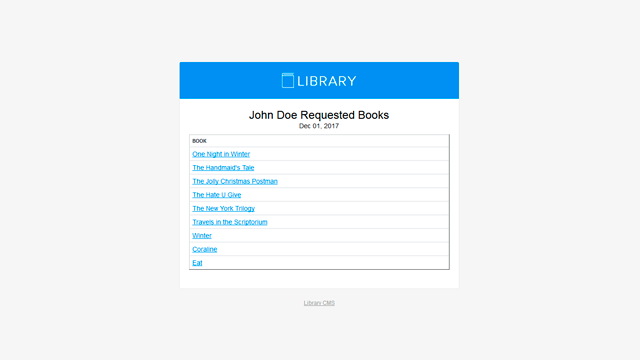 LIBRARY
John Doe Requested Books
Dec 01, 2017
BOOK
One Night in Winter
The Handmaid's Tale
The Jolly Christmas Postman
The Hate U Give
The New York Trilogy
Travels in the Scriptorium
Winter
Coraline
Eat
Library CMS